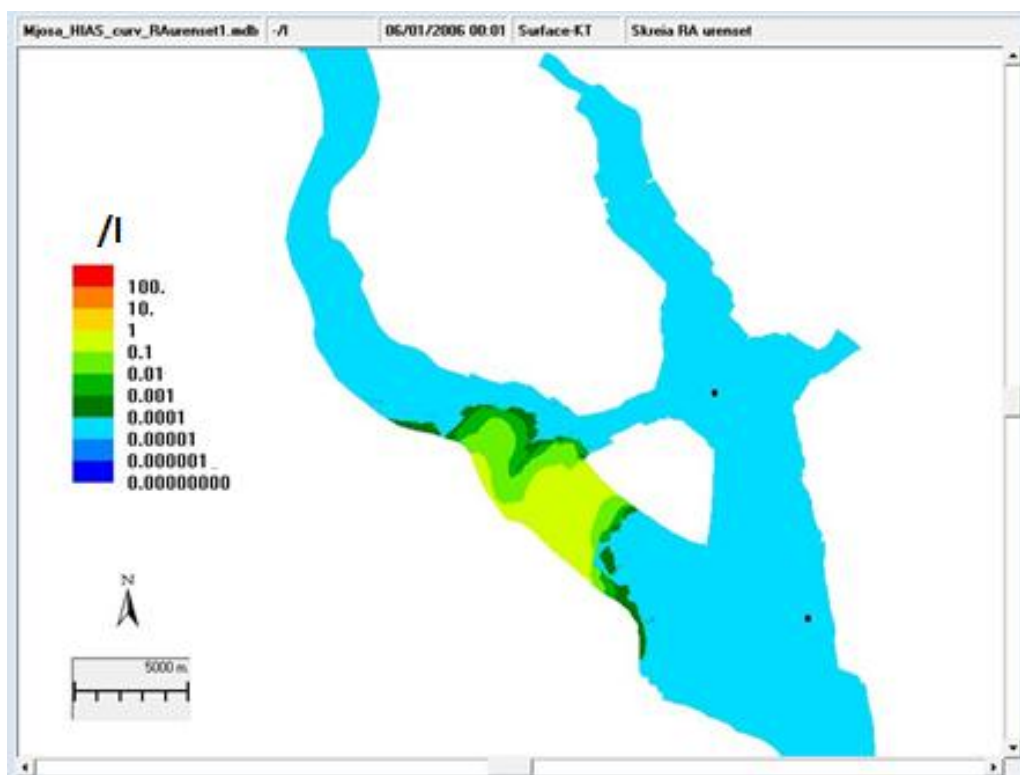 Mjosa_HIAS_curv_RAurenset1.mdb -/l 06/01/2006 00:01 Surface-KT Skreia RA urenset
/l
100.
10.
1
0.1
0.01
0.001
0.0001
0.00001
0.000001
0.00000000
N
5000 m.